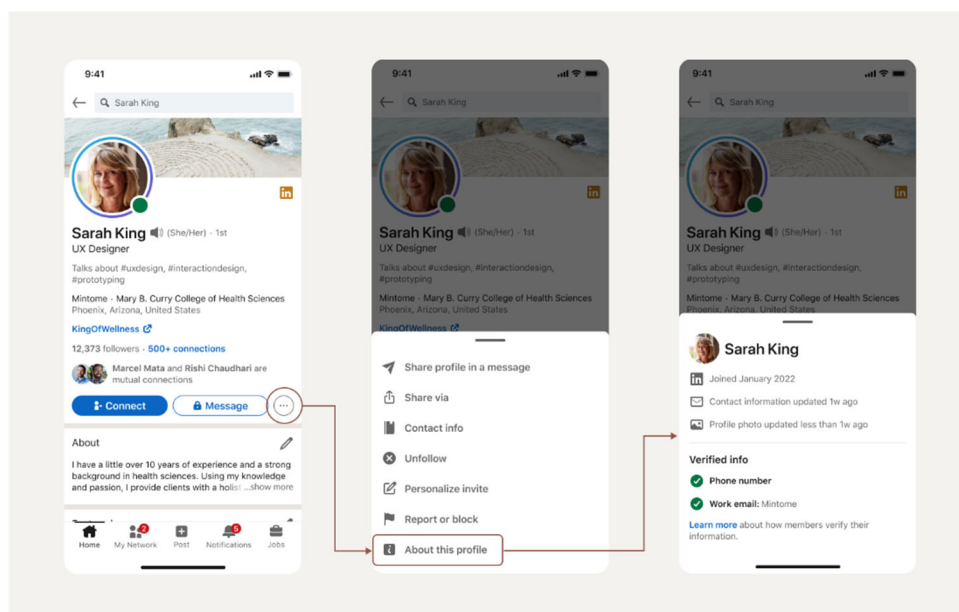 9:41
Sarah King
in
Sarah King (She/Her) · 1st
UX Designer
Talks about #uxdesign, #interactiondesign,
#prototyping
Mintome · Mary B. Curry College of Health Sciences
Phoenix, Arizona, United States
KingOfWellness
12,373 followers · 500+ connections
Marcel Mata and Rishi Chaudhari are
mutual connections
Connect
Message
About
I have a little over 10 years of experience and a strong
background in health sciences. Using my knowledge
and passion, I provide clients with a holist ...show more
2
5
Home My Network Post Notifications Jobs
9:41
Sarah King
in
Sarah King (She/Her) · 1st
UX Designer
Talks about #uxdesign, #interactiondesign,
#prototyping
Mintome · Mary B. Curry College of Health Sciences
Phoenix, Arizona, United States
KingOfWellness
Share profile in a message
Share via
Contact info
Unfollow
Personalize invite
Report or block
About this profile
9:41
Sarah King
in
Sarah King (She/Her) · 1st
UX Designer
Talks about #uxdesign, #interactiondesign,
#prototyping
Mintome · Mary B. Curry College of Health Sciences
Phoenix, Arizona, United States
Sarah King
in Joined January 2022
Contact information updated 1w ago
Profile photo updated less than 1w ago
Verified info
Phone number
Work email: Mintome
Learn more about how members verify their
information.